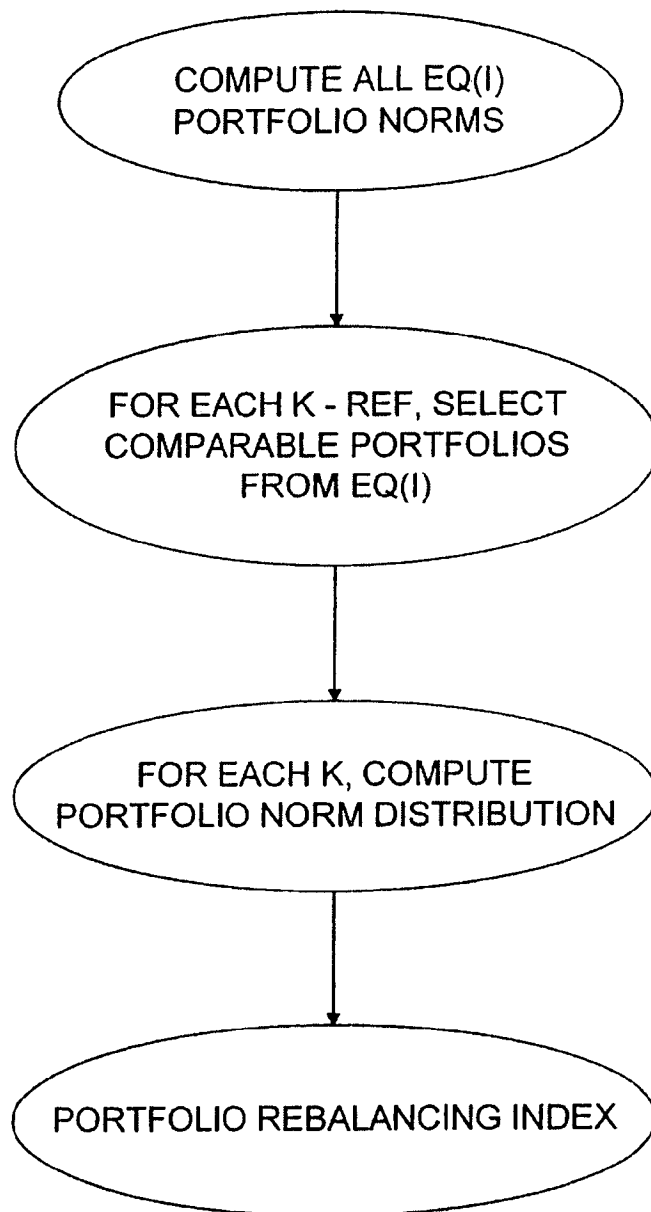 COMPUTE ALL EQ(I)
PORTFOLIO NORMS
FOR EACH K - REF, SELECT
COMPARABLE PORTFOLIOS
FROM EQ(I)
FOR EACH K, COMPUTE
PORTFOLIO NORM DISTRIBUTION
PORTFOLIO REBALANCING INDEX